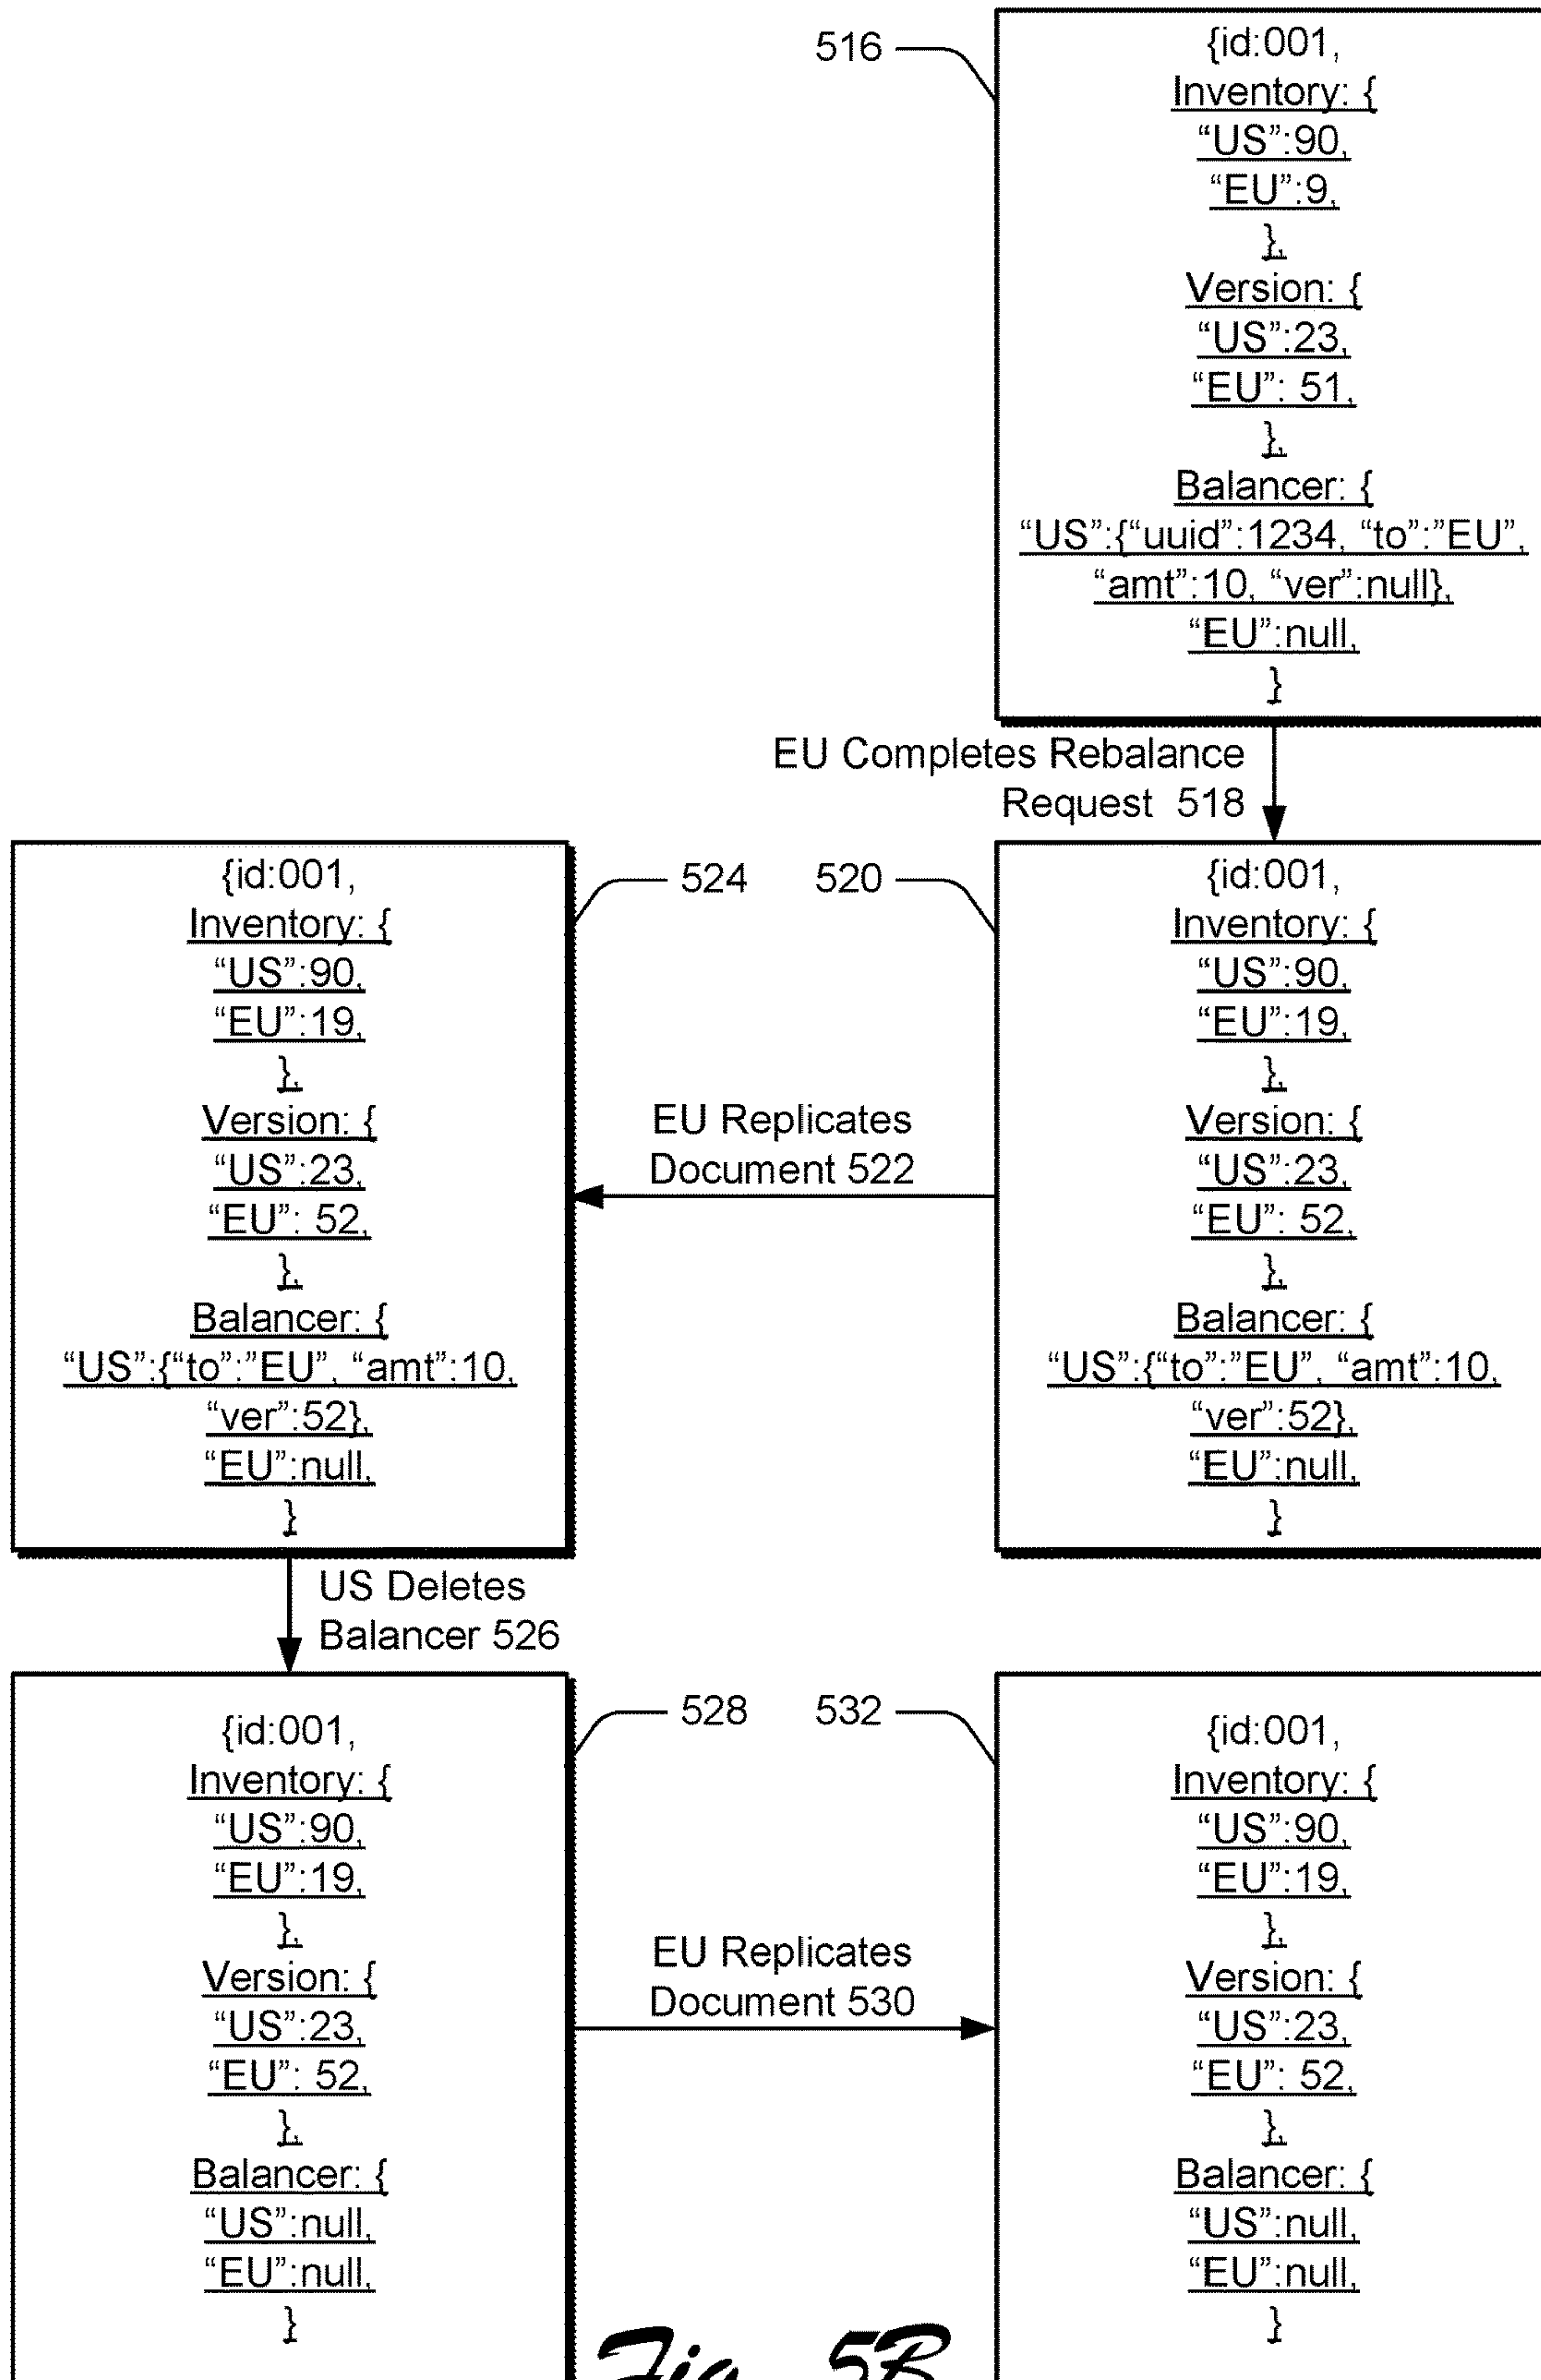 516
{id:001,
Inventory: {
“US”:90,
“EU”:9,
},
Version: {
“US”:23,
“EU”: 51,
},
Balancer: {
“US”:{“uuid”:1234, “to”:”EU”,
“amt”:10, “ver”:null},
“EU”:null,
}
EU Completes Rebalance
Request 518
{id:001,
Inventory: {
“US”:90,
“EU”:19,
},
Version: {
“US”:23,
“EU”: 52,
},
Balancer: {
“US”:{“to”:”EU”, “amt”:10,
“ver”:52},
“EU”:null,
}
524
520
{id:001,
Inventory: {
“US”:90,
“EU”:19,
},
Version: {
“US”:23,
“EU”: 52,
},
Balancer: {
“US”:{“to”:”EU”, “amt”:10,
“ver”:52},
“EU”:null,
}
EU Replicates
Document 522
US Deletes
Balancer 526
{id:001,
Inventory: {
“US”:90,
“EU”:19,
},
Version: {
“US”:23,
“EU”: 52,
},
Balancer: {
“US”:null,
“EU”:null,
}
528
532
{id:001,
Inventory: {
“US”:90,
“EU”:19,
},
Version: {
“US”:23,
“EU”: 52,
},
Balancer: {
“US”:null,
“EU”:null,
}
EU Replicates
Document 530
Fig. 5B